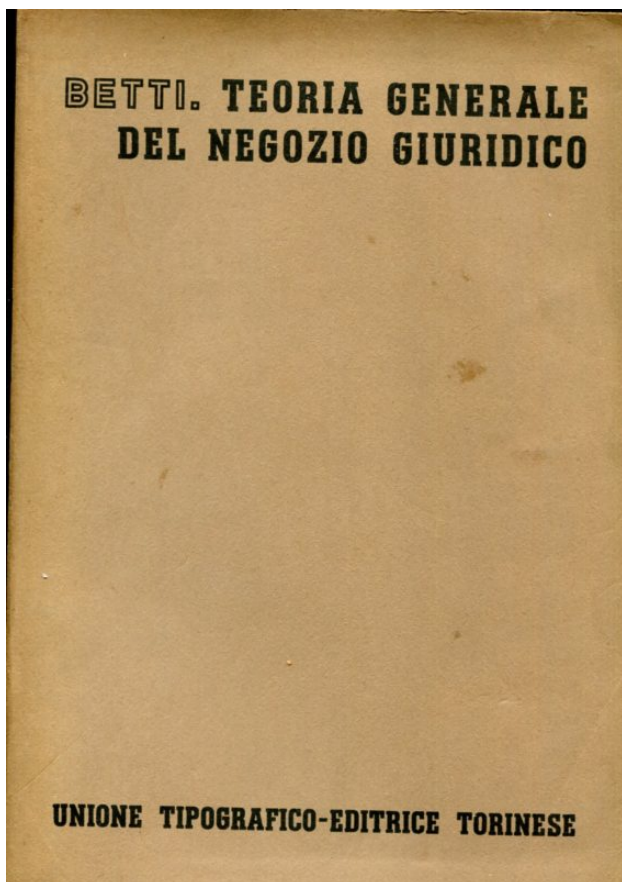 BETTI. TEORIA GENERALE
DEL NEGOZIO GIURIDICO
UNIONE TIPOGRAFICO-EDITRICE TORINESE